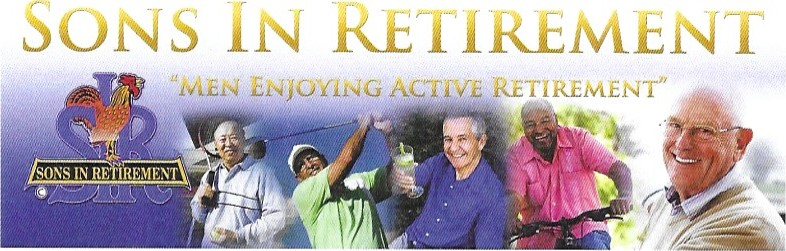 SONS IN RETIREMENT
"MEN ENJOYING ACTIVE RETIREMENT"
SIR
SONS IN RETIREMENT